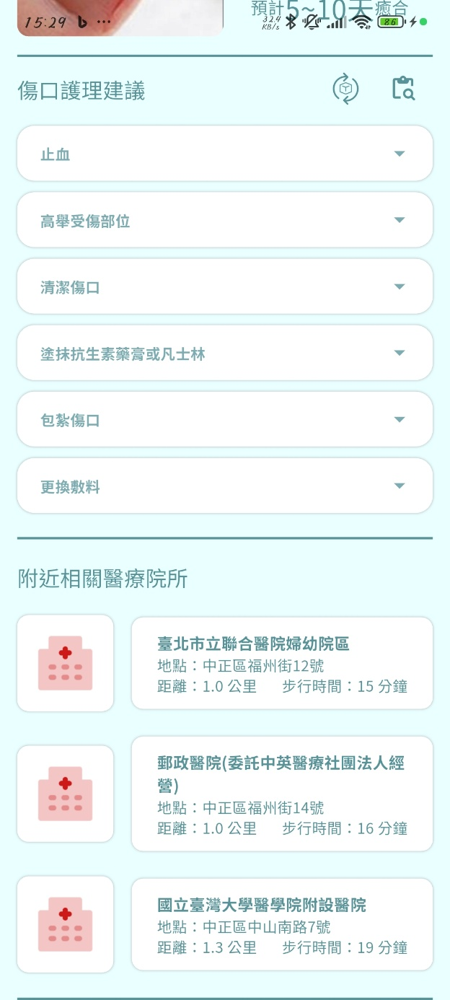 預計5~10天癒合
15:29
32.4
KB/s
86
傷口護理建議
止血
高舉受傷部位
清潔傷口
塗抹抗生素藥膏或凡士林
包紮傷口
更換敷料
附近相關醫療院所
臺北市立聯合醫院婦幼院區
地點：中正區福州街12號
距離：1.0 公里 步行時間：15 分鐘
郵政醫院(委託中英醫療社團法人經
營)
地點：中正區福州街14號
距離：1.0 公里 步行時間：16 分鐘
國立臺灣大學醫學院附設醫院
地點：中正區中山南路7號
距離：1.3 公里 步行時間：19 分鐘